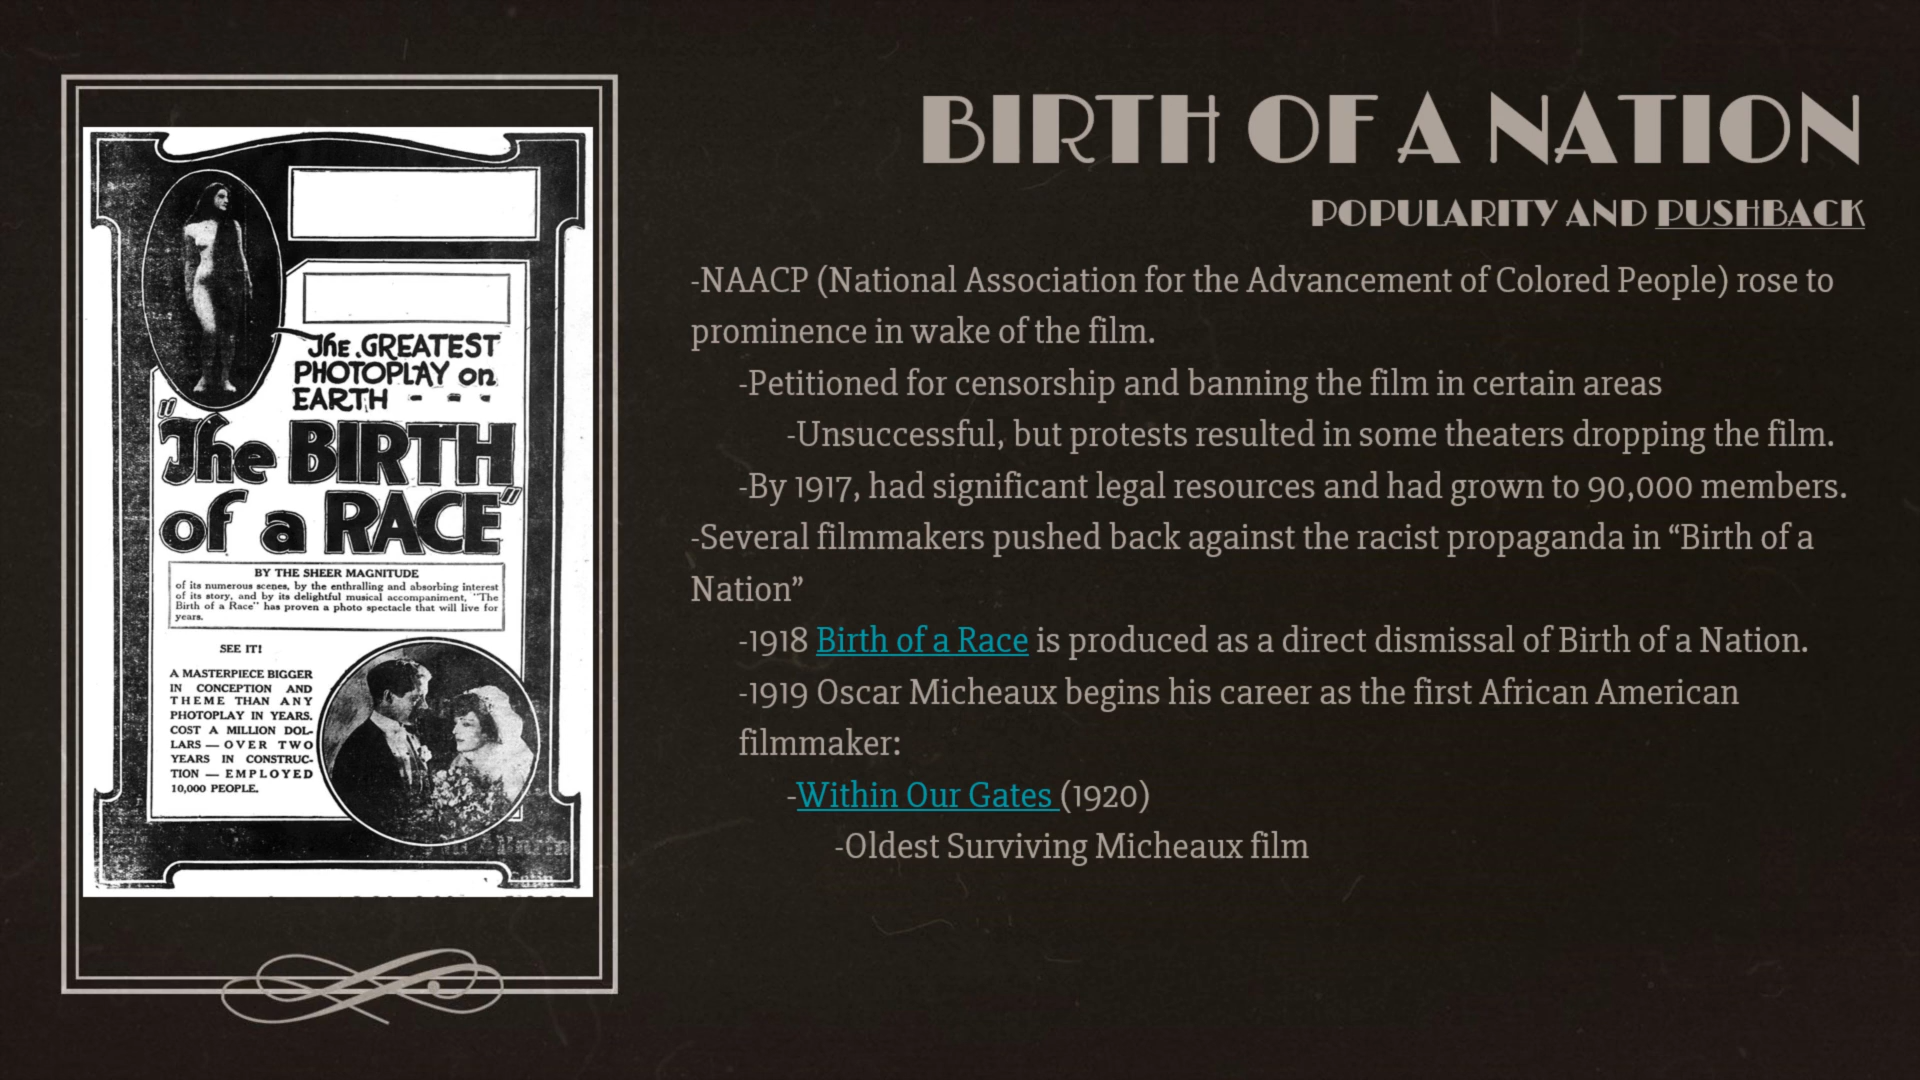 BIRTH OF A NATION
POPULARITY AND PUSHBACK
-NAACP (National Association for the Advancement of Colored People) rose to
prominence in wake of the film.
-Petitioned for censorship and banning the film in certain areas
-Unsuccessful, but protests resulted in some theaters dropping the film.
-By 1917, had significant legal resources and had grown to 90,000 members.
-Several filmmakers pushed back against the racist propaganda in “Birth of a
Nation”
-1918 Birth of a Race is produced as a direct dismissal of Birth of a Nation.
-1919 Oscar Micheaux begins his career as the first African American
filmmaker:
-Within Our Gates (1920)
-Oldest Surviving Micheaux film
The GREATEST
PHOTOPLAY on
EARTH - - -
"The BIRTH
of a RACE"
BY THE SHEER MAGNITUDE
of its numerous scenes, by the enthralling and absorbing interest
of its story, and by its delightful musical accompaniment, "The
Birth of a Race" has proven a photo spectacle that will live for
years.
SEE IT!
A MASTERPIECE BIGGER
IN CONCEPTION AND
THEME THAN ANY
PHOTOPLAY IN YEARS.
COST A MILLION DOL-
LARS — OVER TWO
YEARS IN CONSTRUC-
TION — EMPLOYED
10,000 PEOPLE.